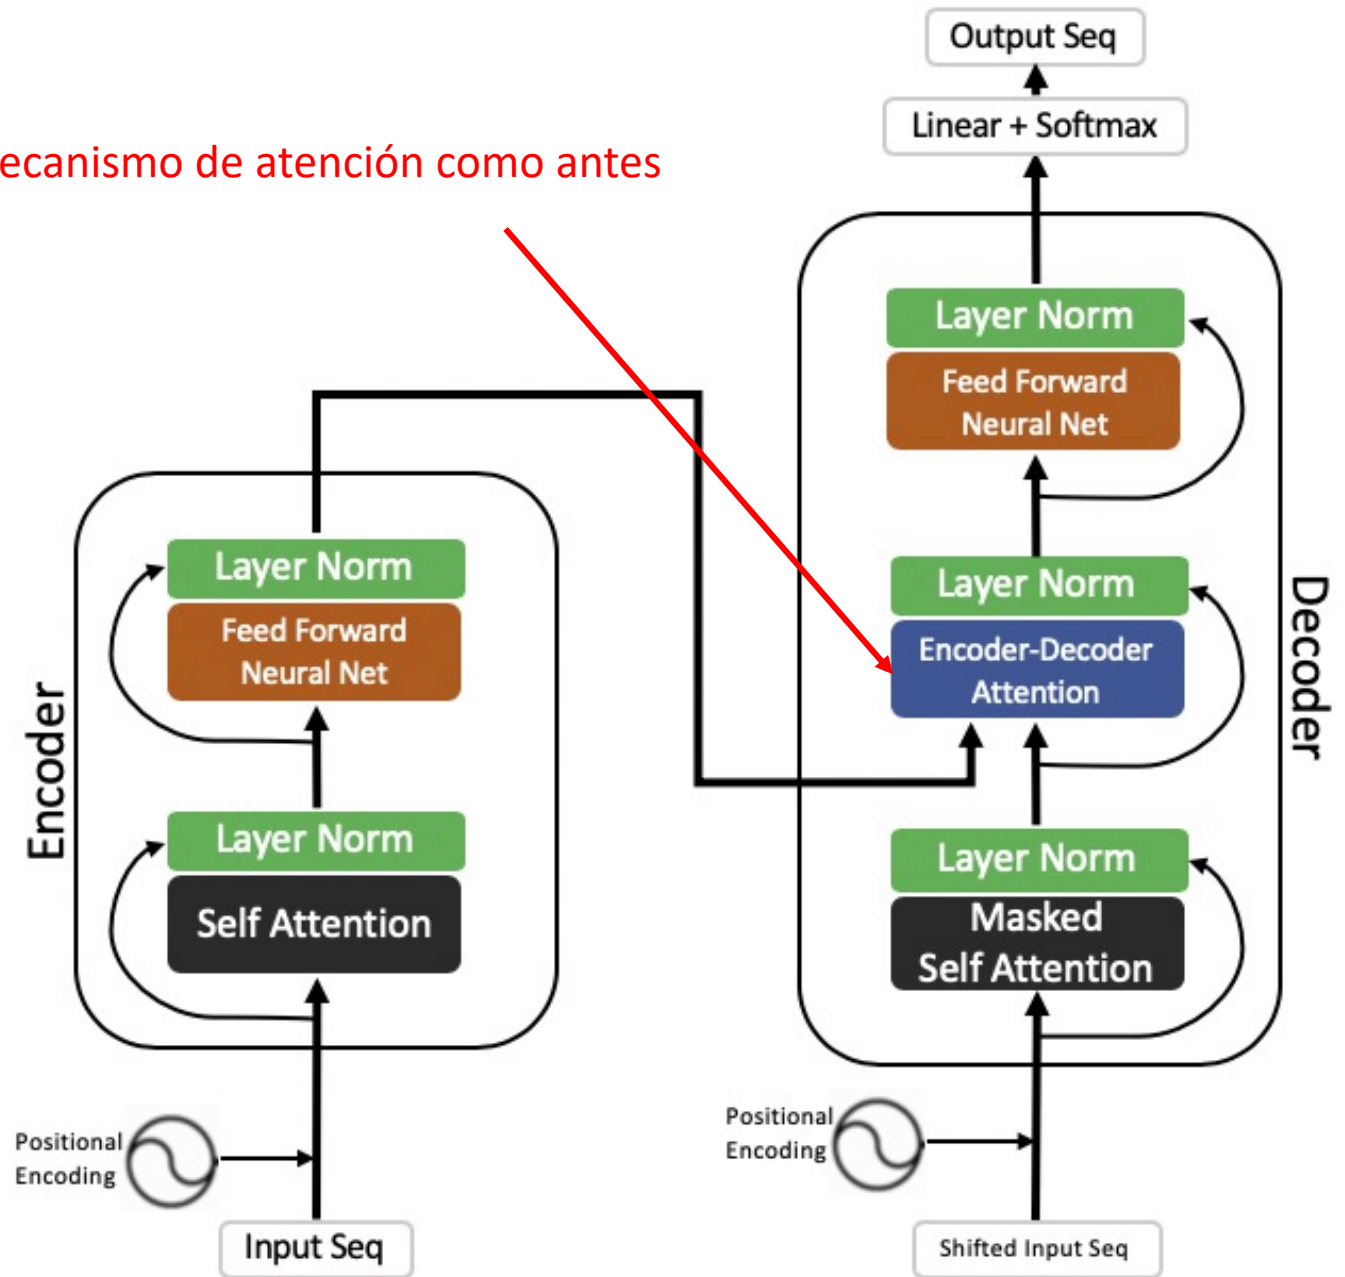 Output Seq
Linear + Softmax
ecanismo de atención como antes
Layer Norm
Feed Forward
Neural Net
Layer Norm
Encoder-Decoder
Attention
Layer Norm
Masked
Self Attention
Decoder
Layer Norm
Feed Forward
Neural Net
Layer Norm
Self Attention
Encoder
Positional
Encoding
Input Seq
Positional
Encoding
Shifted Input Seq